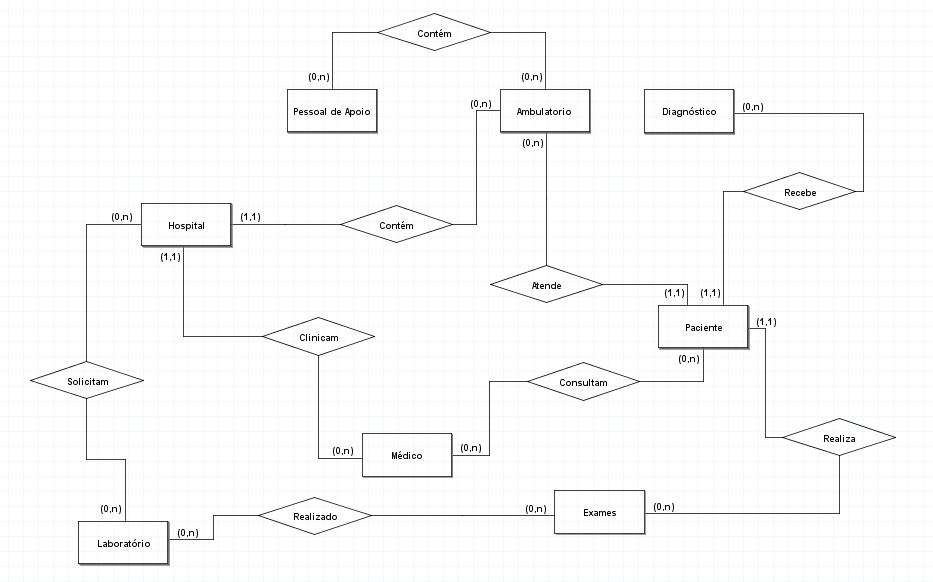 Contém
(0,n)
(0,n)
Pessoal de Apoio
(0,n)
Ambulatorio
Diagnóstico
(0,n)
(0,n)
Recebe
(0,n)
Hospital
(1,1)
Contém
(1,1)
Atende
(1,1)
(1,1)
Paciente
(1,1)
Clinicam
(0,n)
Solicitam
Consultam
Realiza
(0,n)
Médico
(0,n)
(0,n)
Realizado
(0,n)
Exames
(0,n)
Laboratório
(0,n)